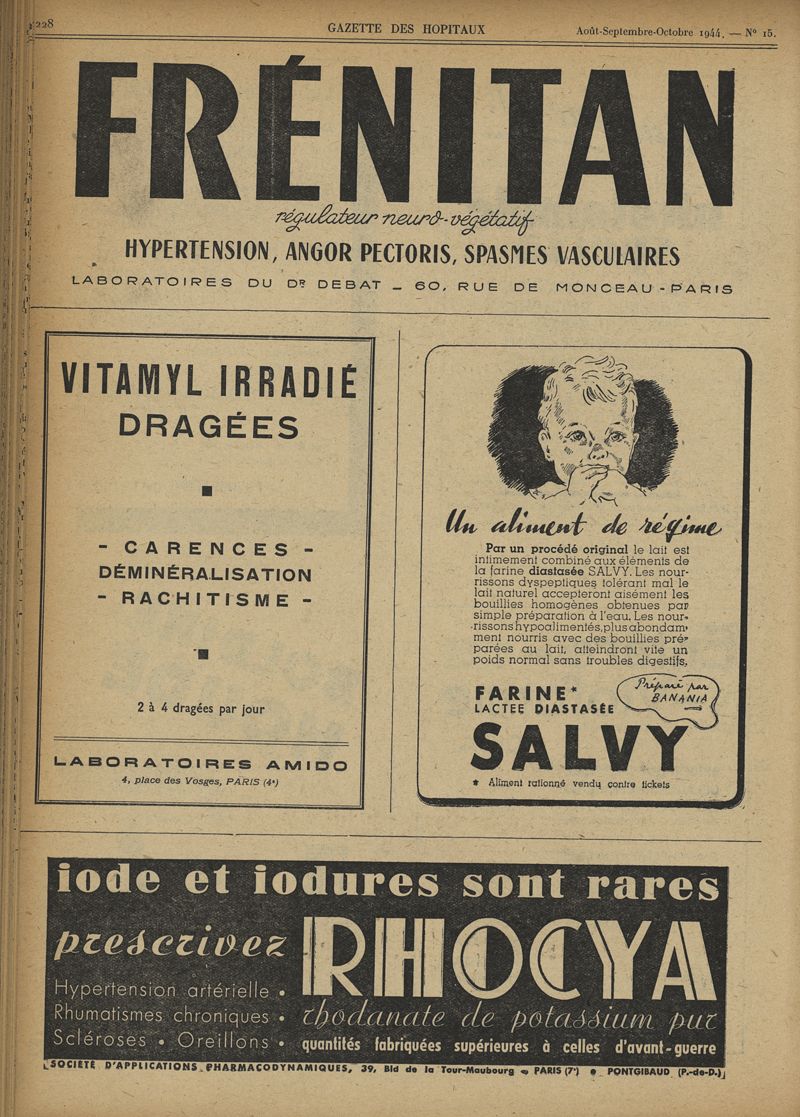 228
GAZETTE DES HOPITAUX
Août-Septembre-Octobre 1944. — N° 15.
FRÉNITAN
régulateur neuro-végétatif
HYPERTENSION, ANGOR PECTORIS, SPASMES VASCULAIRES
LABORATOIRES DU DR DEBAT _ 60, RUE DE MONCEAU - PARIS
VITAMYL IRRADIÉ
DRAGÉES
- CARENCES -
DÉMINÉRALISATION
- RACHITISME -
2 à 4 dragées par jour
LABORATOIRES AMIDO
4, place des Vosges, PARIS (4e)
Un aliment de régime
Par un procédé original le lait est
intimement combiné aux éléments de
la farine diastasée SALVY. Les nour-
rissons dyspeptiques tolérant mal le
lait naturel accepteront aisément les
bouillies homogènes obtenues par
simple préparation à l'eau. Les nour-
rissons hypoalimentés, plus abondam-
ment nourris avec des bouillies pré-
parées au lait, atteindront vite un
poids normal sans troubles digestifs.
FARINE*
LACTEE DIASTASÉE
Préparé par
BANANIA
SALVY
* Aliment rationné vendu contre tickets
iode et iodures sont rares
prescrivez RHOCYA
Hypertension artérielle •
Rhumatismes chroniques •
Scléroses • Oreillons •
rhodanate de potassium pur
quantités fabriquées supérieures à celles d'avant-guerre
SOCIÉTÉ D'APPLICATIONS PHARMACODYNAMIQUES, 39, Bld de la Tour-Maubourg - PARIS (7e) • PONTGIBAUD (P.-de-D.)